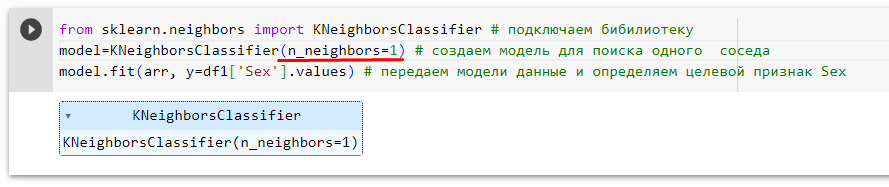 from sklearn.neighbors import KNeighborsClassifier # подключаем бибилиотеку
model=KNeighborsClassifier(n_neighbors=1) # создаем модель для поиска одного  соседа
model.fit(arr, y=df1['Sex'].values) # передаем модели данные и определяем целевой признак Sex
KNeighborsClassifier
KNeighborsClassifier(n_neighbors=1)